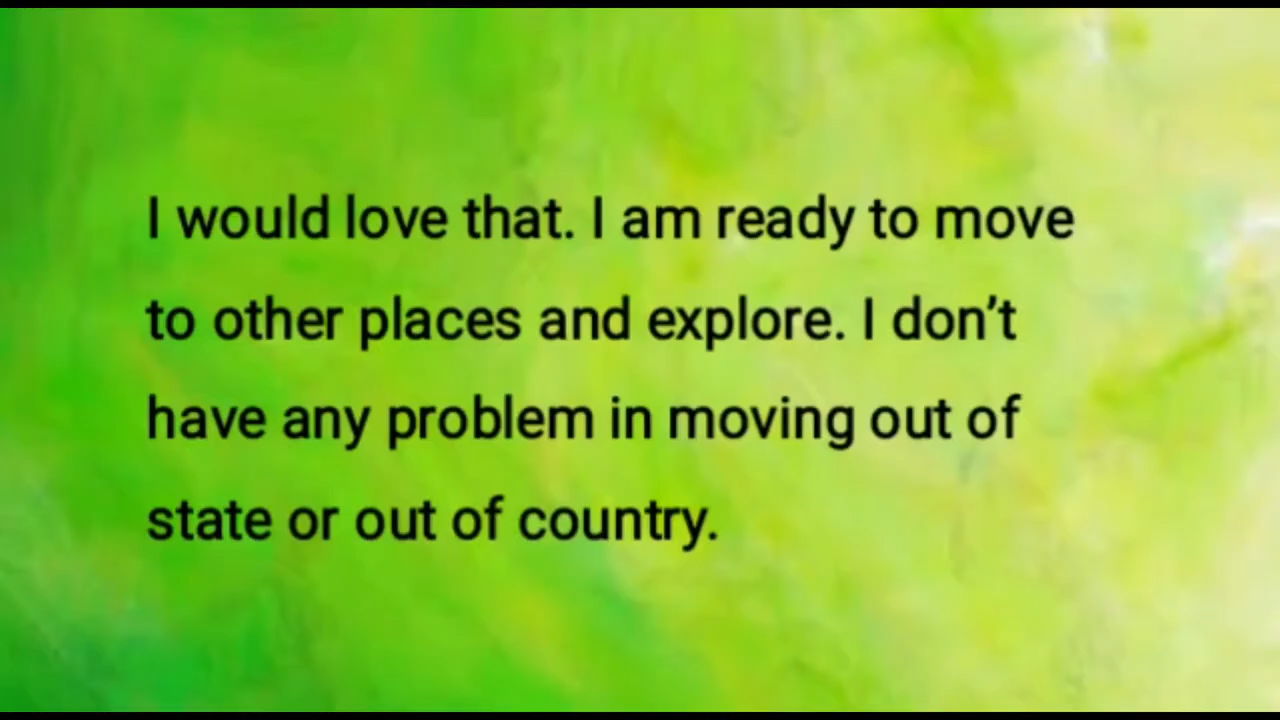 I would love that. I am ready to move
to other places and explore. I don’t
have any problem in moving out of
state or out of country.